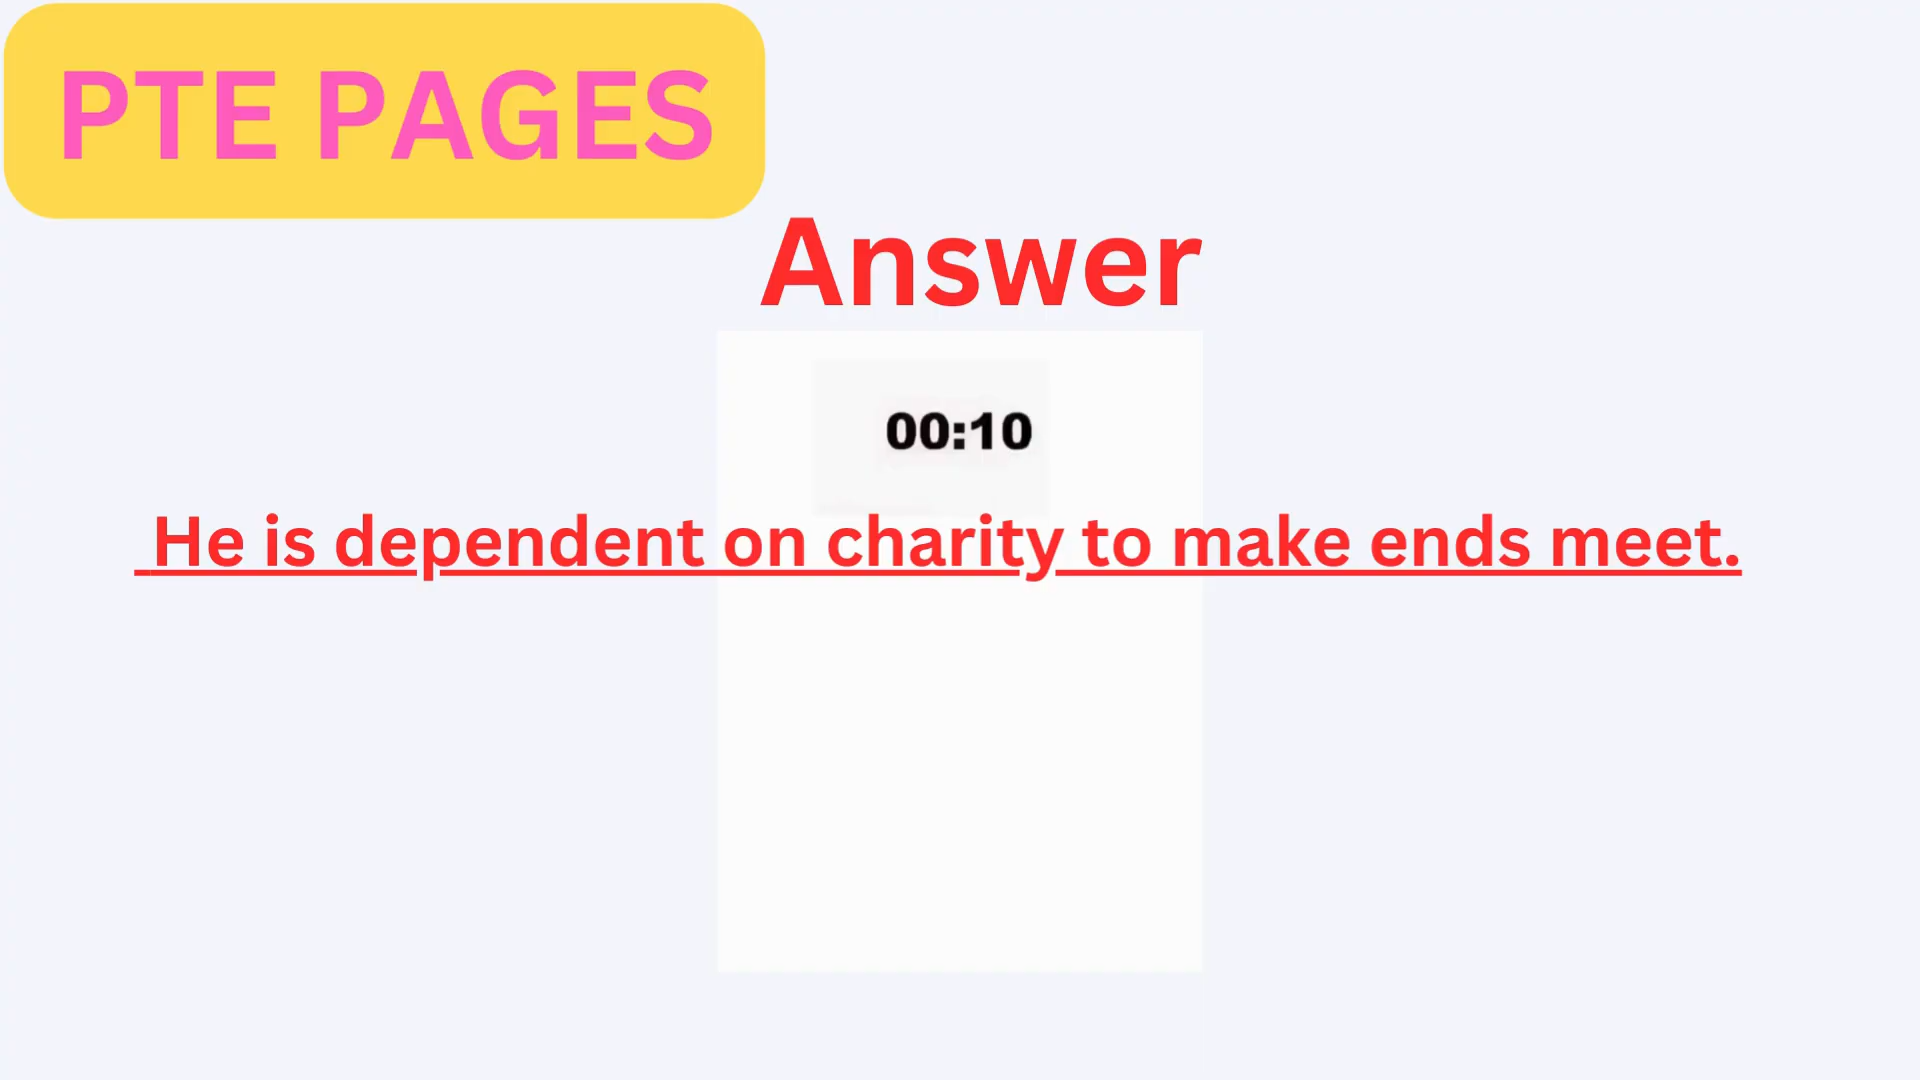 PTE PAGES
Answer
00:10
He is dependent on charity to make ends meet.